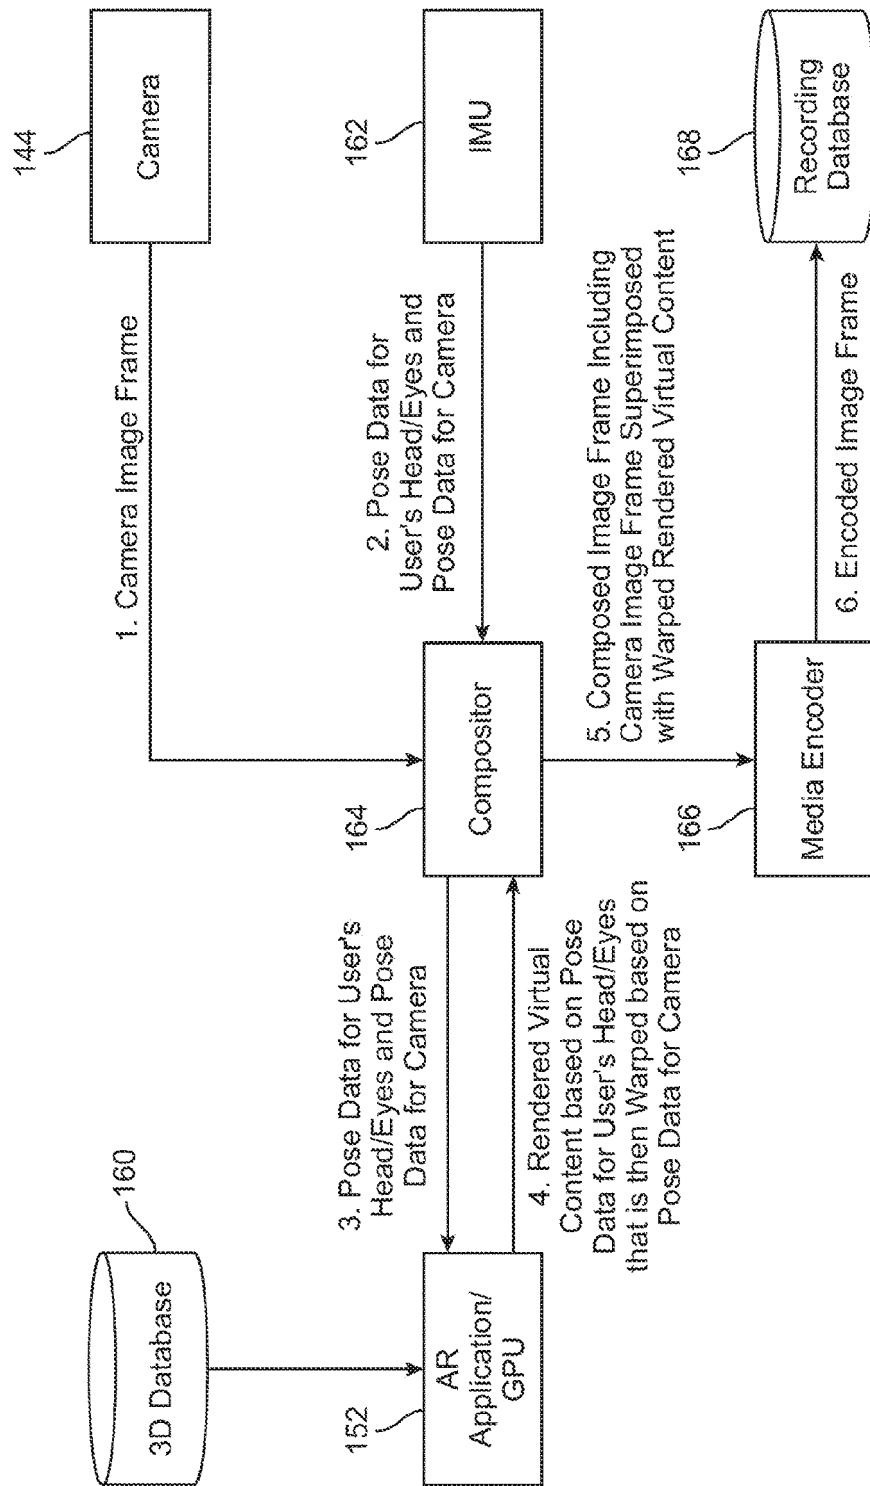 160
3D Database
152
AR
Application/
GPU
3. Pose Data for User's
Head/Eyes and Pose
Data for Camera
4. Rendered Virtual
Content based on Pose
Data for User's Head/Eyes
that is then Warped based on
Pose Data for Camera
1. Camera Image Frame
144
Camera
164
Compositor
2. Pose Data for
User's Head/Eyes and
Pose Data for Camera
162
IMU
5. Composed Image Frame Including
Camera Image Frame Superimposed
with Warped Rendered Virtual Content
166
Media Encoder
6. Encoded Image Frame
168
Recording
Database